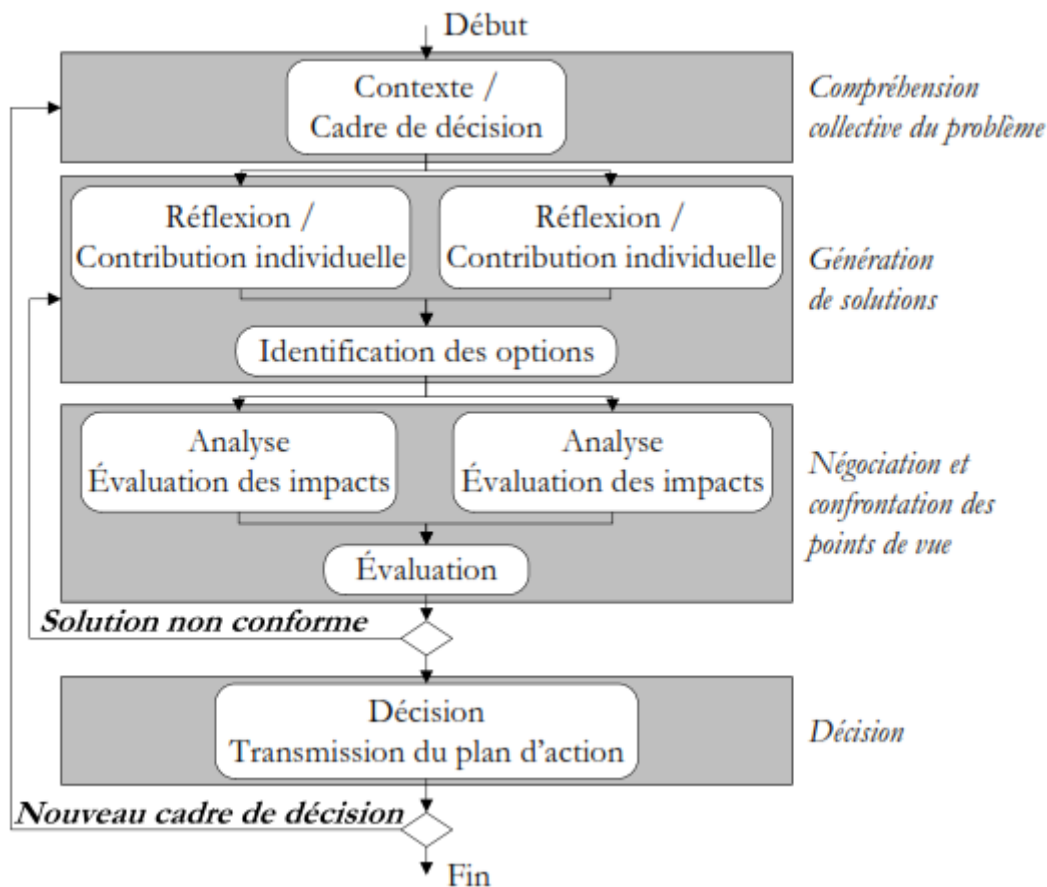 Début
Contexte /
Cadre de décision
Compréhension
collective du problème
Réflexion /
Contribution individuelle
Réflexion /
Contribution individuelle
Génération
de solutions
Identification des options
Analyse
Évaluation des impacts
Analyse
Évaluation des impacts
Négociation et
confrontation des
points de vue
Évaluation
Solution non conforme
Décision
Transmission du plan d'action
Décision
Nouveau cadre de décision
Fin